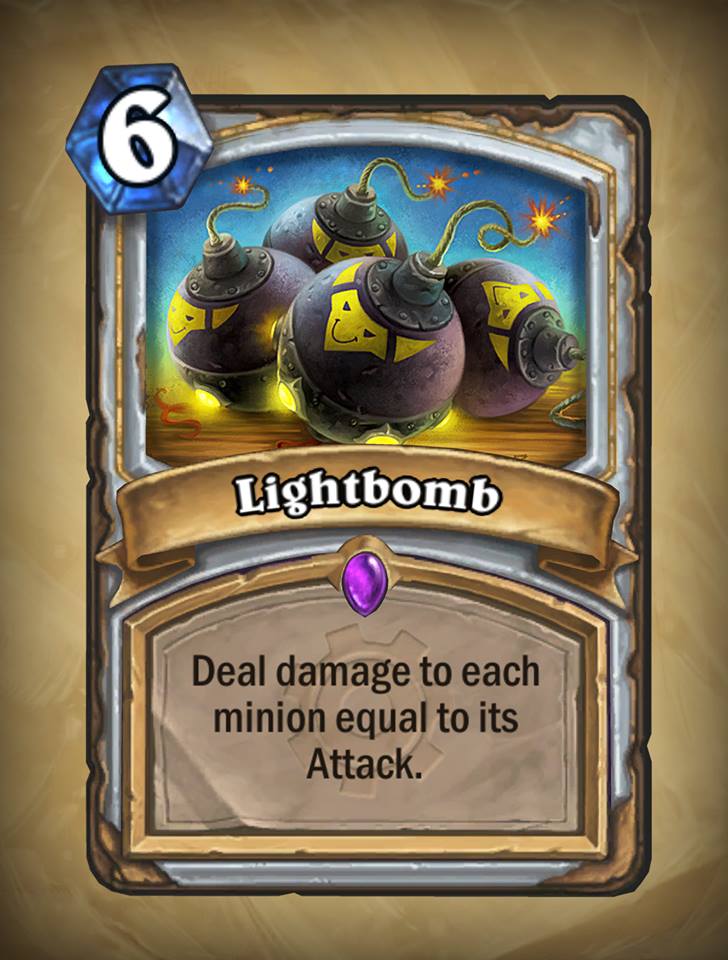 6
Lightbomb
Deal damage to each
minion equal to its
Attack.